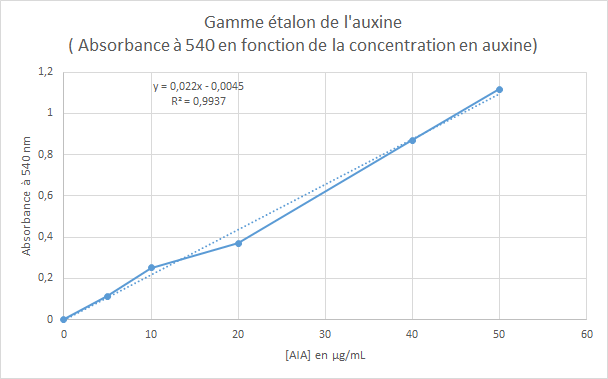 Gamme étalon de l'auxine
( Absorbance à 540 en fonction de la concentration en auxine)
y = 0,022x - 0,0045
R² = 0,9937
Absorbance à 540 nm
1,2
1
0,8
0,6
0,4
0,2
0
0 10 20 30 40 50 60
[AIA] en µg/mL